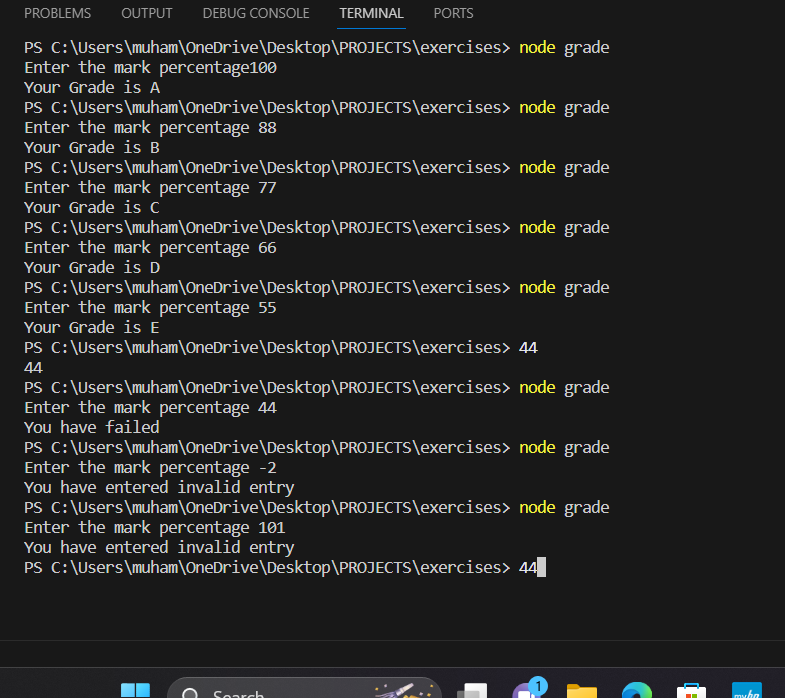 PROBLEMS OUTPUT DEBUG CONSOLE TERMINAL PORTS
PS C:\Users\muham\OneDrive\Desktop\PROJECTS\exercises> node grade
Enter the mark percentage100
Your Grade is A
PS C:\Users\muham\OneDrive\Desktop\PROJECTS\exercises> node grade
Enter the mark percentage 88
Your Grade is B
PS C:\Users\muham\OneDrive\Desktop\PROJECTS\exercises> node grade
Enter the mark percentage 77
Your Grade is C
PS C:\Users\muham\OneDrive\Desktop\PROJECTS\exercises> node grade
Enter the mark percentage 66
Your Grade is D
PS C:\Users\muham\OneDrive\Desktop\PROJECTS\exercises> node grade
Enter the mark percentage 55
Your Grade is E
PS C:\Users\muham\OneDrive\Desktop\PROJECTS\exercises> 44
44
PS C:\Users\muham\OneDrive\Desktop\PROJECTS\exercises> node grade
Enter the mark percentage 44
You have failed
PS C:\Users\muham\OneDrive\Desktop\PROJECTS\exercises> node grade
Enter the mark percentage -2
You have entered invalid entry
PS C:\Users\muham\OneDrive\Desktop\PROJECTS\exercises> node grade
Enter the mark percentage 101
You have entered invalid entry
PS C:\Users\muham\OneDrive\Desktop\PROJECTS\exercises> 44
Search 1 myhp